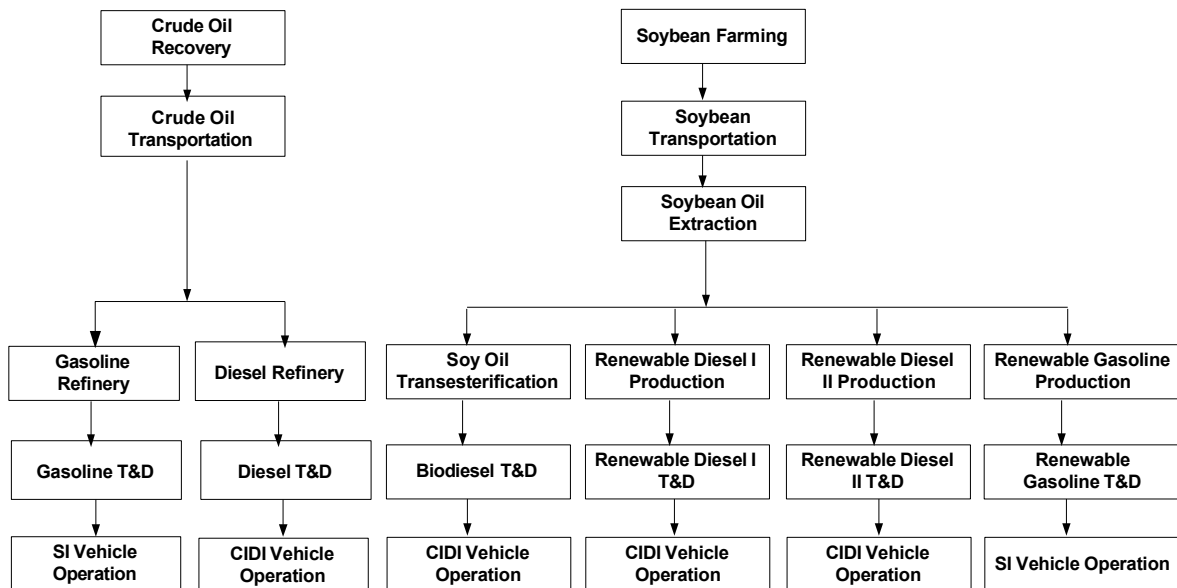 Crude Oil
Recovery
Soybean Farming
Crude Oil
Transportation
Soybean
Transportation
Soybean Oil
Extraction
Gasoline
Refinery
Diesel Refinery
Soy Oil
Transesterification
Renewable Diesel I
Production
Renewable Diesel
II Production
Renewable Gasoline
Production
Gasoline T&D
Diesel T&D
Biodiesel T&D
Renewable Diesel I
T&D
Renewable Diesel
II T&D
Renewable
Gasoline T&D
SI Vehicle
Operation
CIDI Vehicle
Operation
CIDI Vehicle
Operation
CIDI Vehicle
Operation
CIDI Vehicle
Operation
SI Vehicle Operation